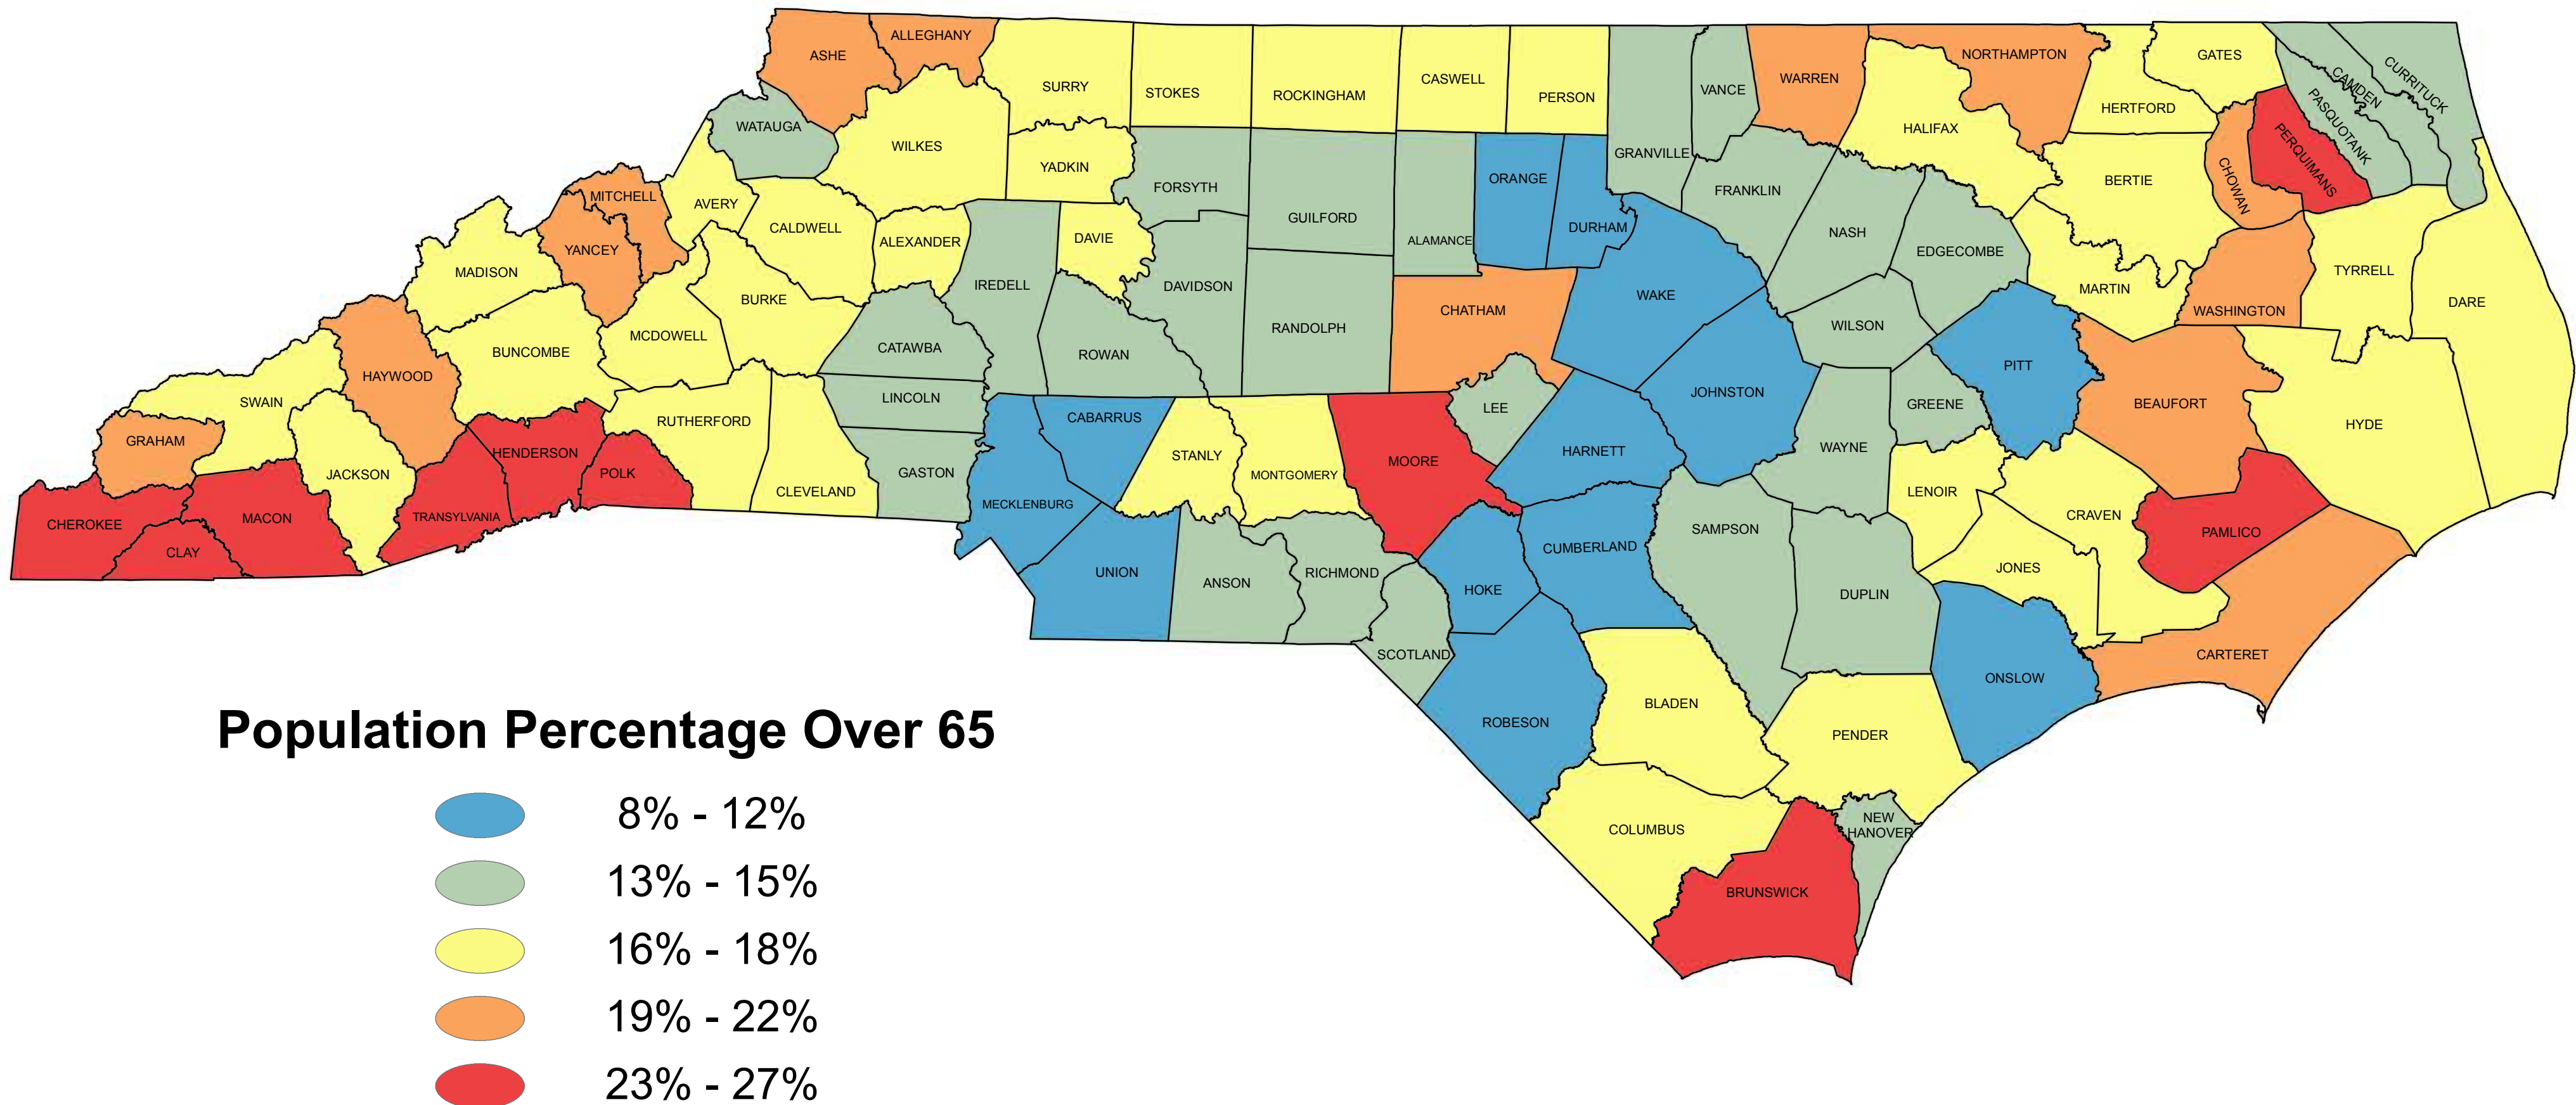 ASHE
ALLEGHANY
SURRY
STOKES
ROCKINGHAM
CASWELL
PERSON
VANCE
WARREN
NORTHAMPTON
GATES
CAMDEN
CURRITUCK
HERTFORD
PASQUOTANK
WATAUGA
WILKES
YADKIN
FORSYTH
GUILFORD
ALAMANCE
ORANGE
DURHAM
GRANVILLE
FRANKLIN
HALIFAX
BERTIE
CHOWAN
PERQUIMANS
MITCHELL
AVERY
CALDWELL
ALEXANDER
DAVIE
NASH
EDGECOMBE
YANCEY
MADISON
BURKE
IREDELL
DAVIDSON
RANDOLPH
CHATHAM
WAKE
WILSON
MARTIN
WASHINGTON
TYRRELL
DARE
HAYWOOD
BUNCOMBE
MCDOWELL
CATAWBA
ROWAN
JOHNSTON
PITT
BEAUFORT
HYDE
SWAIN
GRAHAM
RUTHERFORD
LINCOLN
CABARRUS
LEE
GREENE
HENDERSON
POLK
JACKSON
CLEVELAND
GASTON
STANLY
MONTGOMERY
MOORE
HARNETT
WAYNE
LENOIR
CRAVEN
PAMLICO
CHEROKEE
CLAY
MACON
TRANSYLVANIA
MECKLENBURG
UNION
ANSON
RICHMOND
SCOTLAND
HOKE
CUMBERLAND
SAMPSON
DUPLIN
JONES
CARTERET
ONSLOW
ROBESON
BLADEN
PENDER
COLUMBUS
NEW
HANOVER
BRUNSWICK
Population Percentage Over 65
8% - 12%
13% - 15%
16% - 18%
19% - 22%
23% - 27%